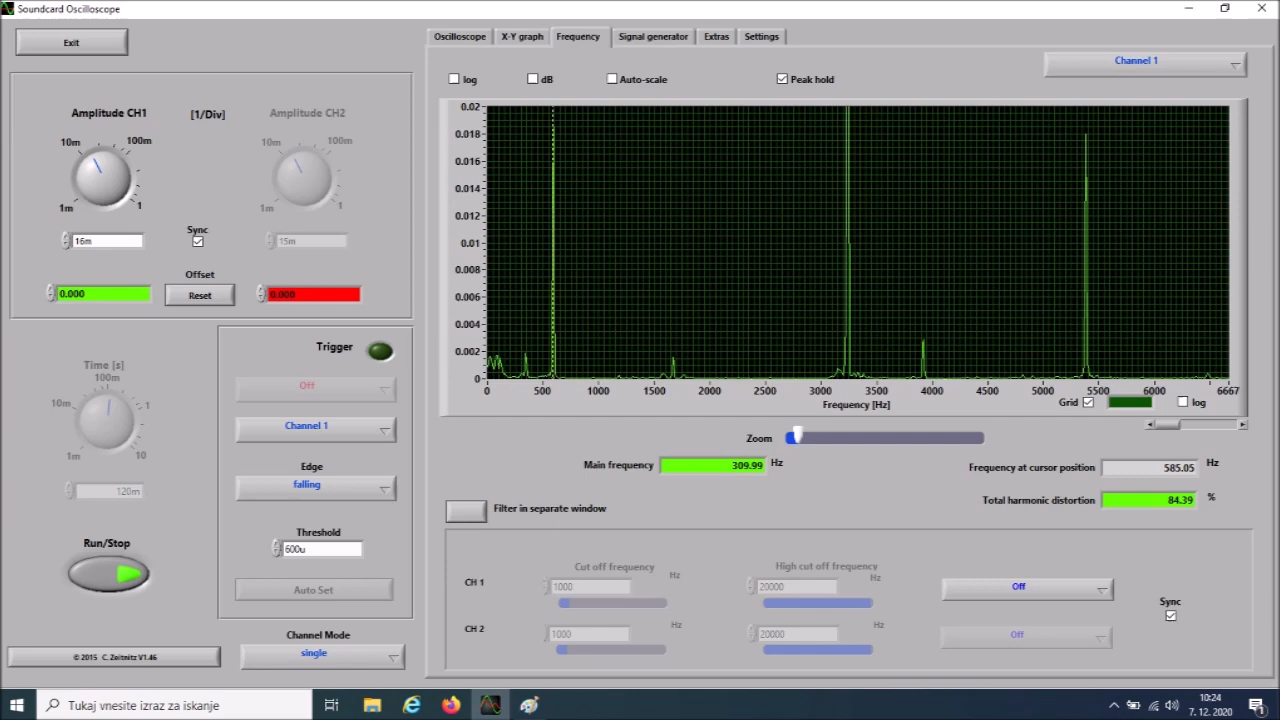 Soundcard Oscilloscope
Exit
Amplitude CH1
[1/Div]
Amplitude CH2
10m
100m
1m
1
10m
100m
1m
1
16m
Sync
15m
Offset
0.000
Reset
0.000
Time [s]
100m
10m
1
1m
10
120m
Run/Stop
Trigger
Off
Channel 1
Edge
falling
Threshold
600u
Auto Set
Channel Mode
single
© 2015 C. Zeitnitz V1.46
Oscilloscope
X-Y graph
Frequency
Signal generator
Extras
Settings
log
dB
Auto-scale
Peak hold
Channel 1
0.02
0.018
0.016
0.014
0.012
0.01
0.008
0.006
0.004
0.002
0
0 500 1000 1500 2000 2500 3000 3500 4000 4500 5000 5500 6000 6667
Frequency [Hz]
Grid
log
Zoom
Main frequency 309.99 Hz
Frequency at cursor position 585.05 Hz
Total harmonic distortion 84.39 %
Filter in separate window
Cut off frequency
High cut off frequency
CH 1 1000 Hz 20000 Hz Off
Sync
CH 2 1000 Hz 20000 Hz Off
Tukaj vnesite izraz za iskanje
10:24
7. 12. 2020
1